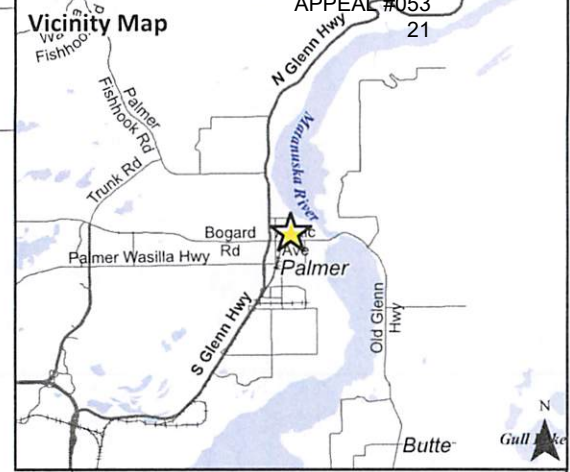 APPEAL #053
21
Vicinity Map
Fishhoo
N Glenn Hwy
Palmer
Fishhook Rd
Matanuska River
Trunk Rd
Bogard
Rd
Ave
Palmer Wasilla Hwy
Palmer
S Glenn Hwy
Old Glenn
Hwy
Butte
N
Gull